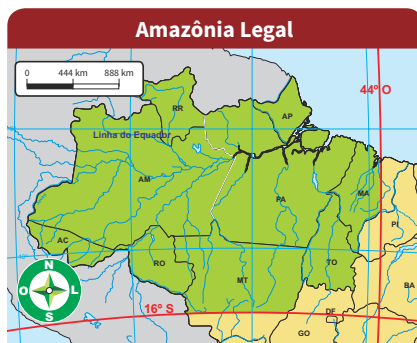 Amazônia Legal
0 444 km 888 km
44º O
RR
AP
Linha do Equador
AM
PA
MA
PI
AC
RO
TO
BA
MT
N
O L
S
16º S
DF
GO